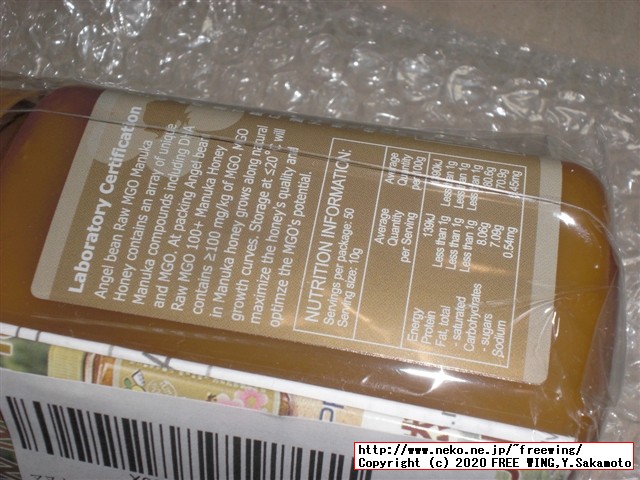 Laboratory Certification
Angel bean Raw MGO Manuka
Honey contains an array of unique
Manuka compounds including DHA
and MGO. At packing Angel bean
Raw MGO 100+ Manuka Honey
contains ≥100 mg/kg of MGO. MGO
in Manuka honey grows along natural
growth curves. Storage at ≤20°C will
maximize the honey's quality and
optimze the MGO's potential.
NUTRITION INFORMATION:
Servings per package: 50
Serving size: 10g
Average Quantity per Serving Average Quantity per 100g
Energy 139kJ
Protein Less than 1g Less than 1g
Fat, total Less than 1g Less than 1g
- saturated Less than 1g Less than 1g
Carbohydrates 8.06g 80.6g
- sugars 7.09g 70.9g
Sodium 0.54mg
http://www.neko.ne.jp/~freewing/
Copyright (c) 2020 FREE WING,Y.Sakamoto